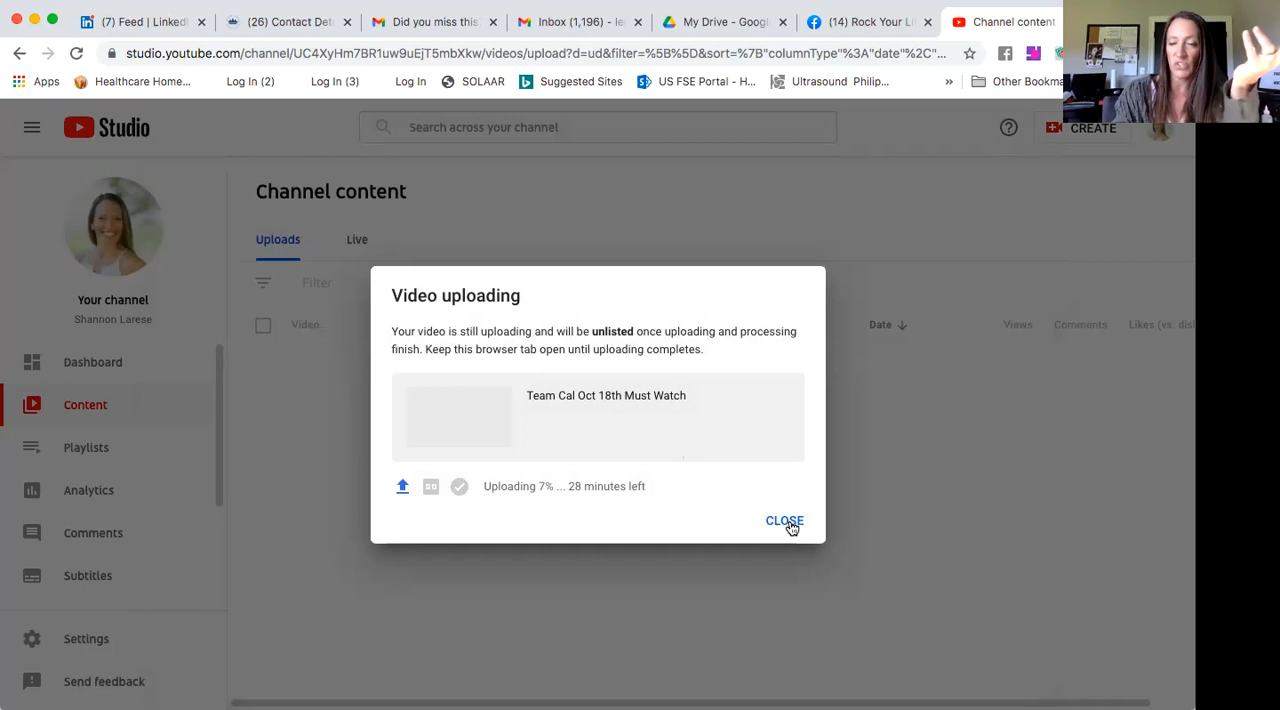 (7) Feed | LinkedI
(26) Contact Det
Did you miss this
Inbox (1,196) - le
My Drive - Googl
(14) Rock Your Li
Channel content
studio.youtube.com/channel/
/videos/upload?d=ud&filter=%5B%5D&sort=%7B"columnType"%3A"date"%2C"...
Apps
Healthcare Home...
Log In (2)
Log In (3)
Log In
SOLAAR
Suggested Sites
US FSE Portal - H...
Ultrasound Philip...
»
Other Bookma
Studio
Search across your channel
CREATE
Channel content
Uploads
Live
Filter
Your channel
Shannon Larese
Video
Date
Views
Comments
Likes (vs. disl
Dashboard
Content
Playlists
Analytics
Comments
Subtitles
Settings
Send feedback
Video uploading
Your video is still uploading and will be unlisted once uploading and processing
finish. Keep this browser tab open until uploading completes.
Team Cal Oct 18th Must Watch
Uploading 7% ... 28 minutes left
CLOSE